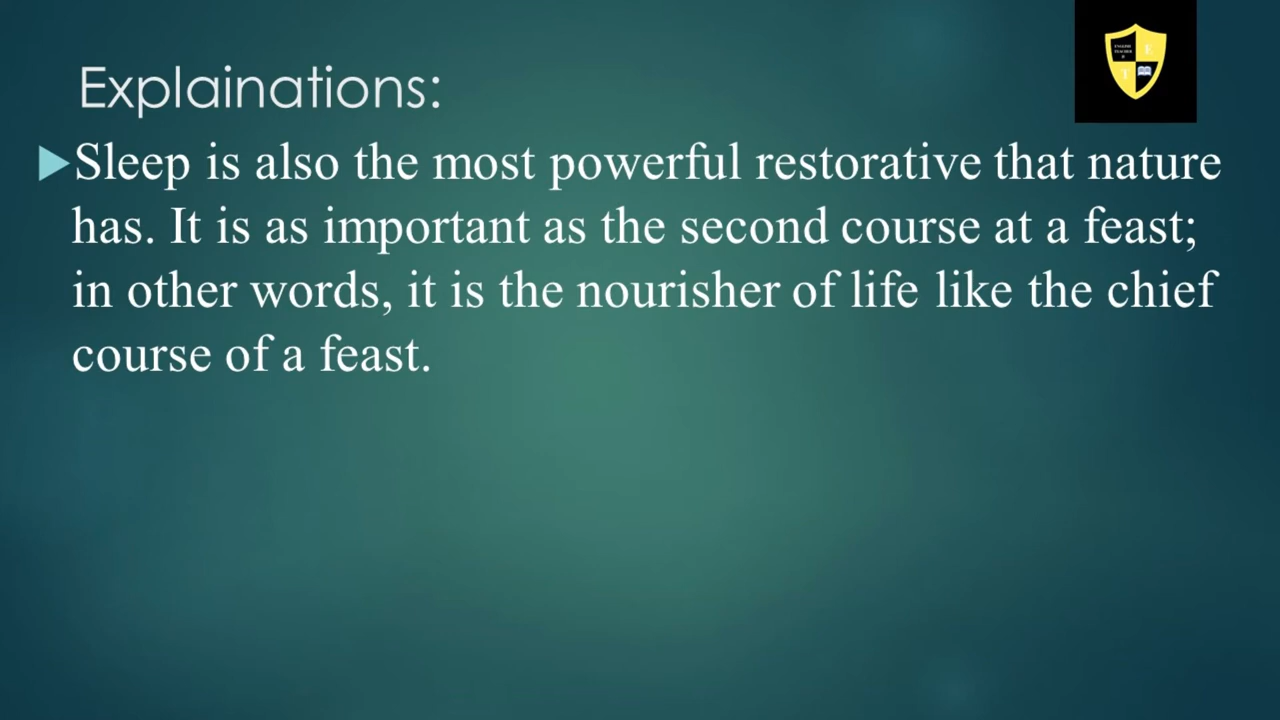 Explainations:
Sleep is also the most powerful restorative that nature
has. It is as important as the second course at a feast;
in other words, it is the nourisher of life like the chief
course of a feast.
E
T